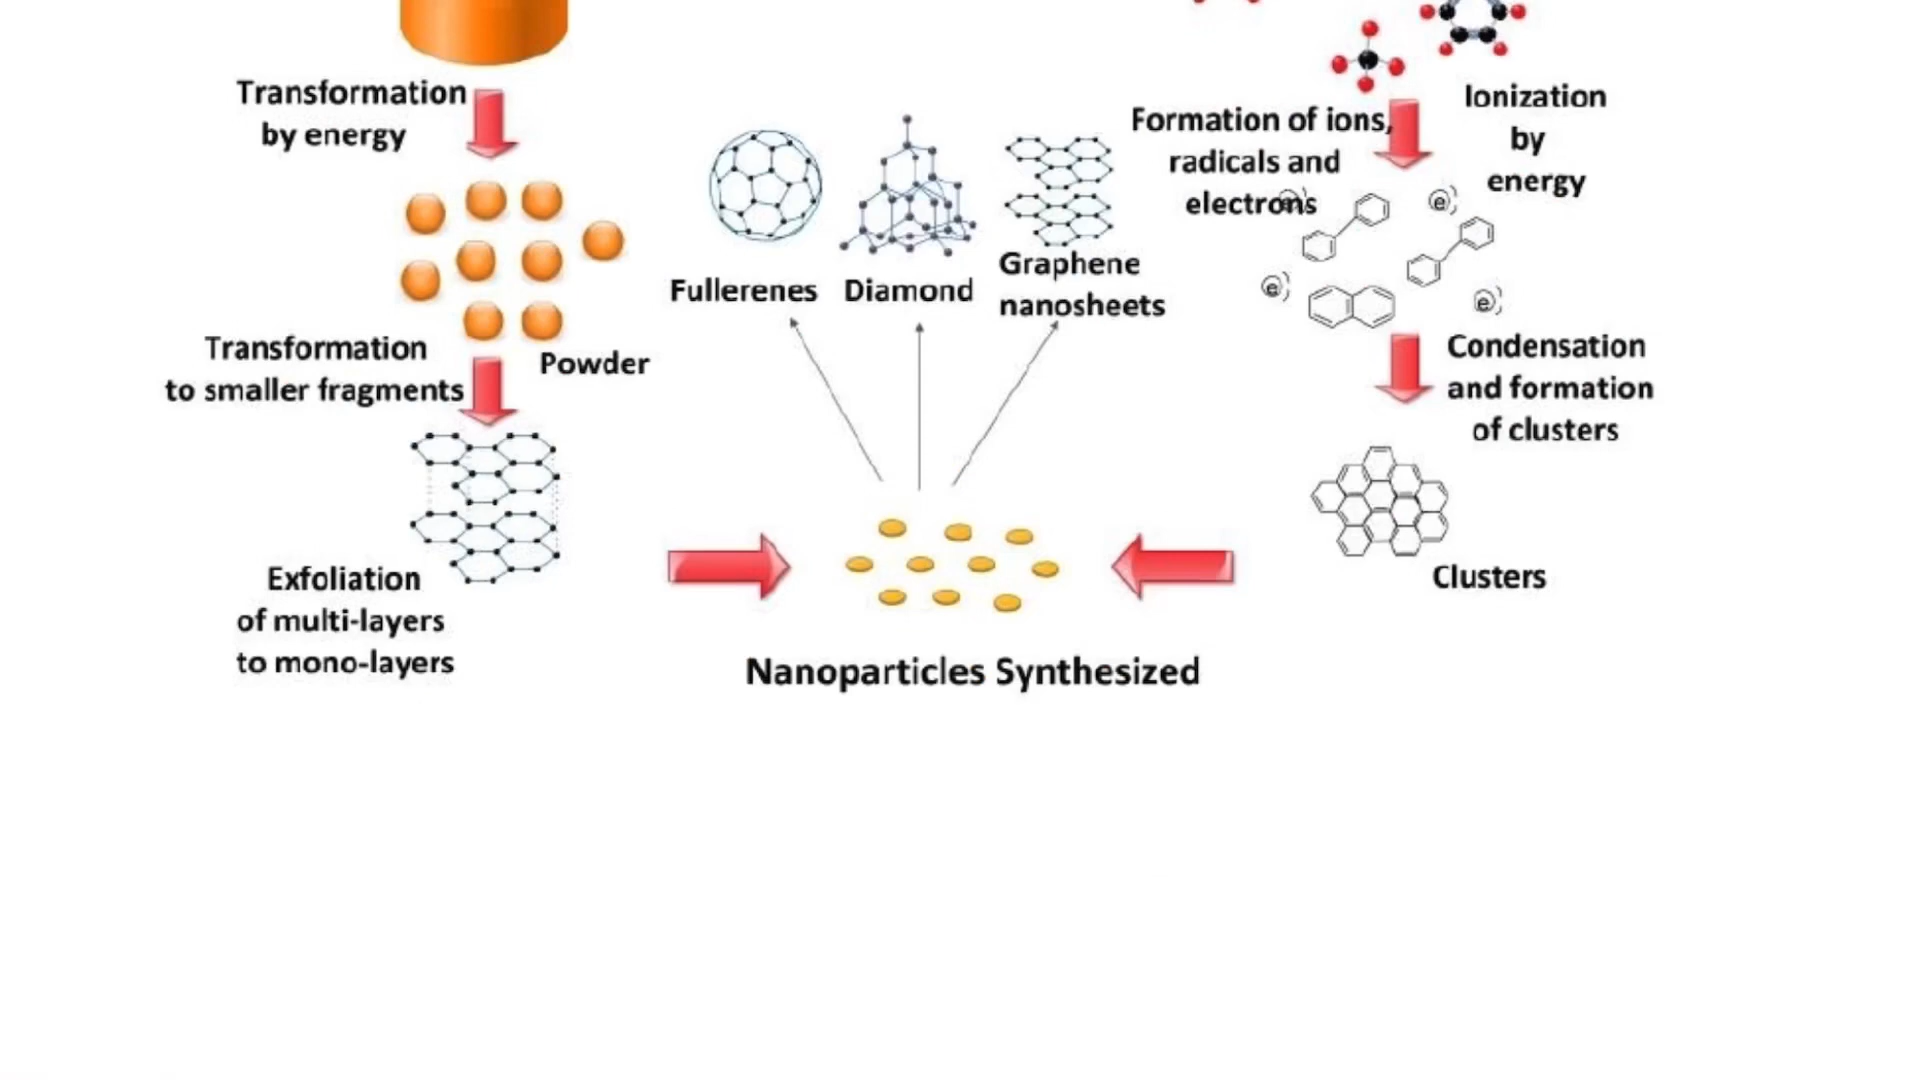 Transformation
by energy
Powder
Transformation
to smaller fragments
Exfoliation
of multi-layers
to mono-layers
Fullerenes
Diamond
Graphene
nanosheets
Nanoparticles Synthesized
Formation of ions,
radicals and
electrons
Ionization
by
energy
e
e
e
e
Condensation
and formation
of clusters
Clusters